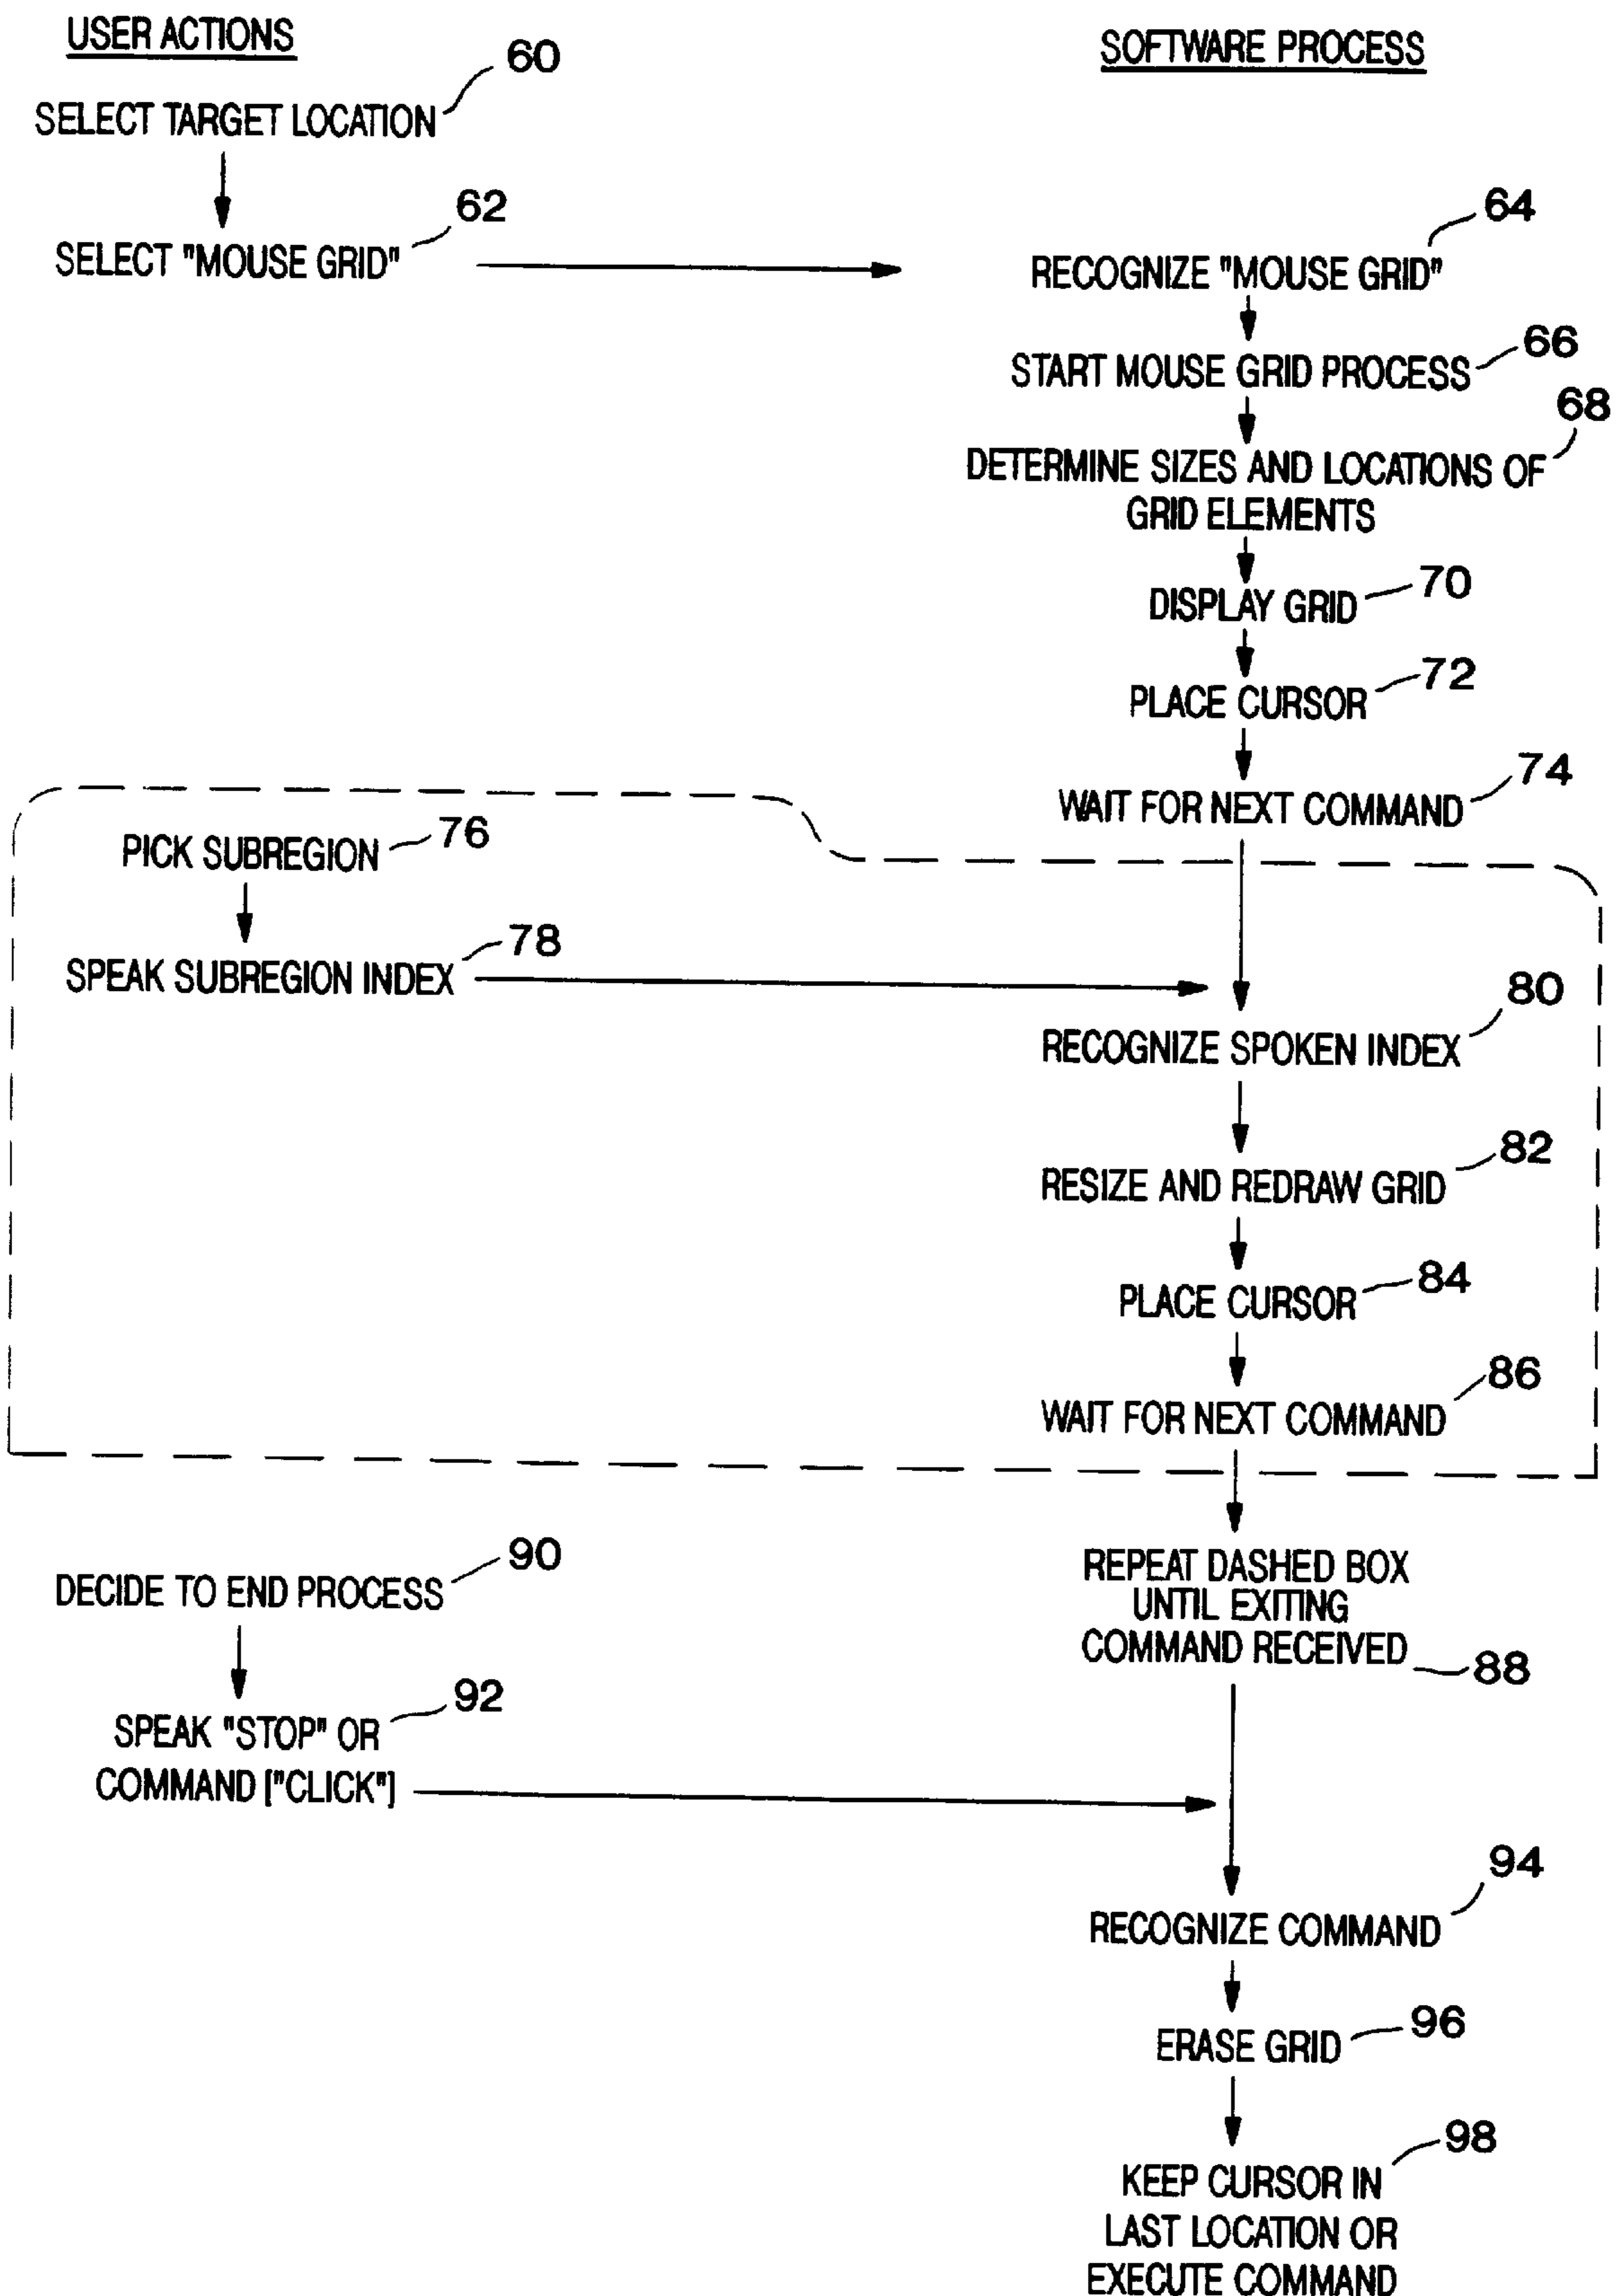 USER ACTIONS
SOFTWARE PROCESS
60
SELECT TARGET LOCATION
62
SELECT "MOUSE GRID"
64
RECOGNIZE "MOUSE GRID"
66
START MOUSE GRID PROCESS
68
DETERMINE SIZES AND LOCATIONS OF
GRID ELEMENTS
70
DISPLAY GRID
72
PLACE CURSOR
74
WAIT FOR NEXT COMMAND
76
PICK SUBREGION
78
SPEAK SUBREGION INDEX
80
RECOGNIZE SPOKEN INDEX
82
RESIZE AND REDRAW GRID
84
PLACE CURSOR
86
WAIT FOR NEXT COMMAND
REPEAT DASHED BOX
UNTIL EXITING
COMMAND RECEIVED
88
90
DECIDE TO END PROCESS
92
SPEAK "STOP" OR
COMMAND ["CLICK"]
94
RECOGNIZE COMMAND
96
ERASE GRID
98
KEEP CURSOR IN
LAST LOCATION OR
EXECUTE COMMAND